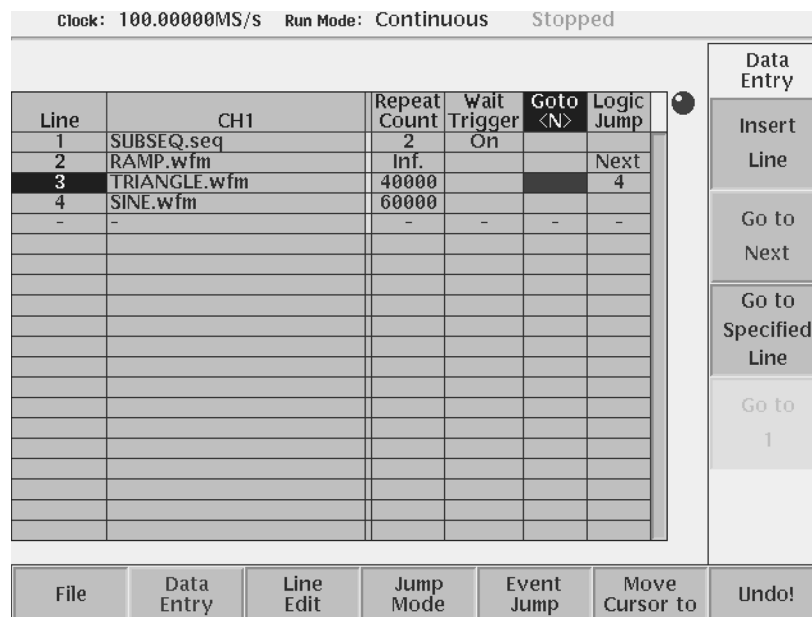 Clock: 100.00000MS/s Run Mode: Continuous Stopped
Data
Entry
Repeat Wait Goto Logic
Line CH1 Count Trigger <N> Jump
1 SUBSEQ.seq 2 On
2 RAMP.wfm Inf. Next
3 TRIANGLE.wfm 40000 4
4 SINE.wfm 60000
- - - - - -
Insert
Line
Go to
Next
Go to
Specified
Line
Go to
1
File
Data
Entry
Line
Edit
Jump
Mode
Event
Jump
Move
Cursor to
Undo!